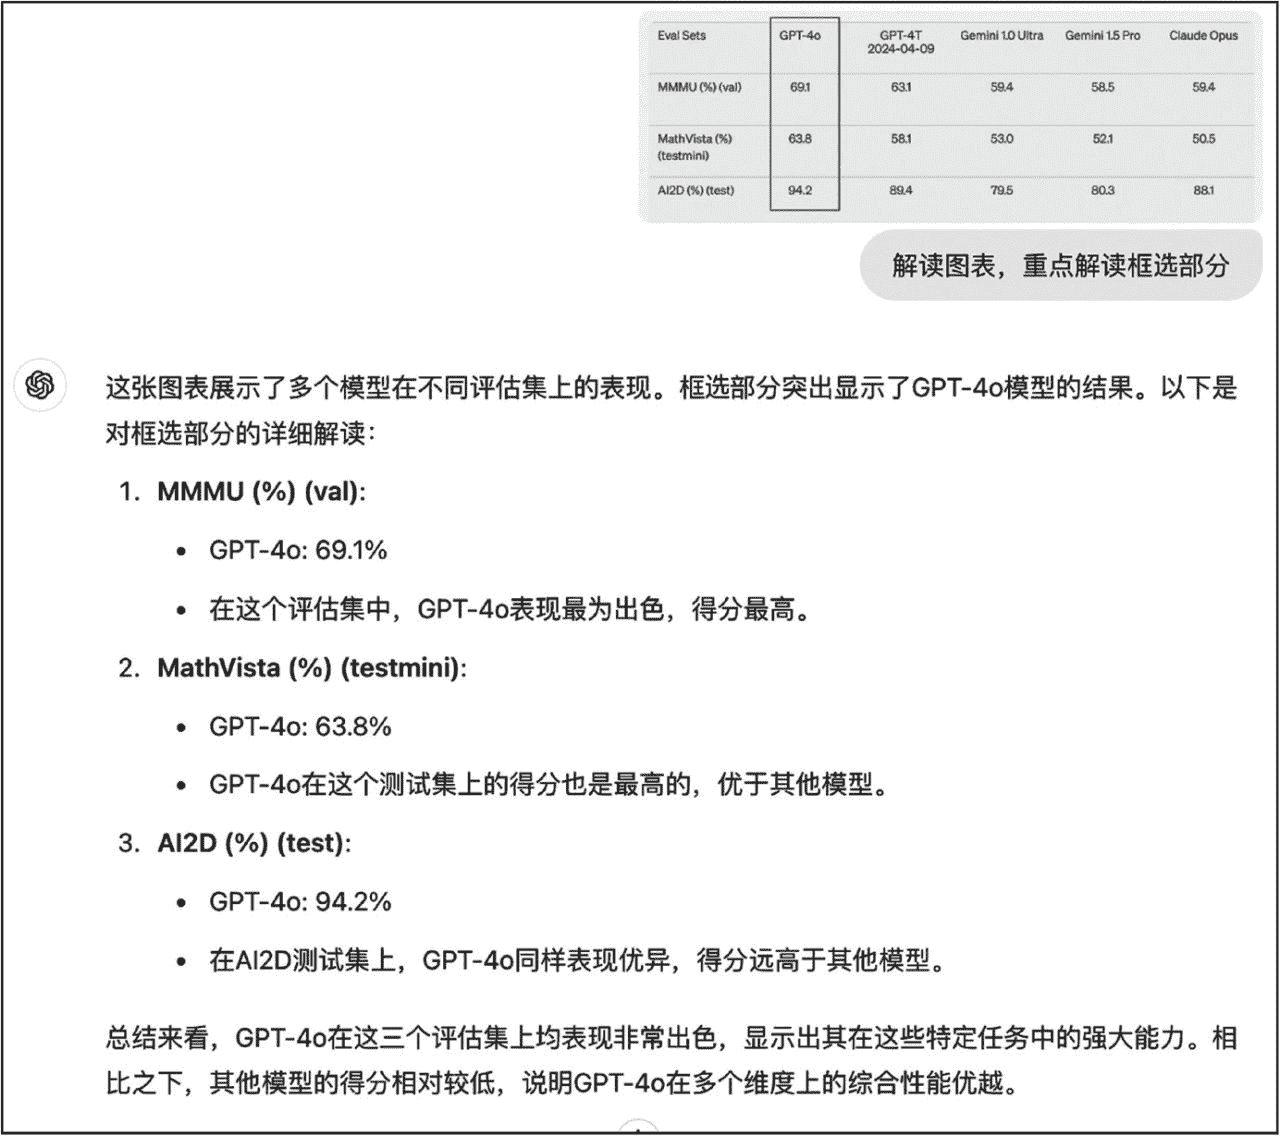 Eval Sets GPT-4o GPT-4T Gemini 1.0 Ultra Gemini 1.5 Pro Claude Opus
2024-04-09
MMMU (%) (val) 69.1 63.1 59.4 58.5 59.4
MathVista (%) 63.8 58.1 53.0 52.1 50.5
(testmini)
AI2D (%) (test) 94.2 89.4 79.5 80.3 88.1
解读图表，重点解读框选部分
这张图表展示了多个模型在不同评估集上的表现。框选部分突出显示了GPT-4o模型的结果。以下是
对框选部分的详细解读：
1. MMMU (%) (val):
• GPT-4o: 69.1%
• 在这个评估集中，GPT-4o表现最为出色，得分最高。
2. MathVista (%) (testmini):
• GPT-4o: 63.8%
• GPT-4o在这个测试集上的得分也是最高的，优于其他模型。
3. AI2D (%) (test):
• GPT-4o: 94.2%
• 在AI2D测试集上，GPT-4o同样表现优异，得分远高于其他模型。
总结来看，GPT-4o在这三个评估集上均表现非常出色，显示出其在这些特定任务中的强大能力。相
比之下，其他模型的得分相对较低，说明GPT-4o在多个维度上的综合性能优越。